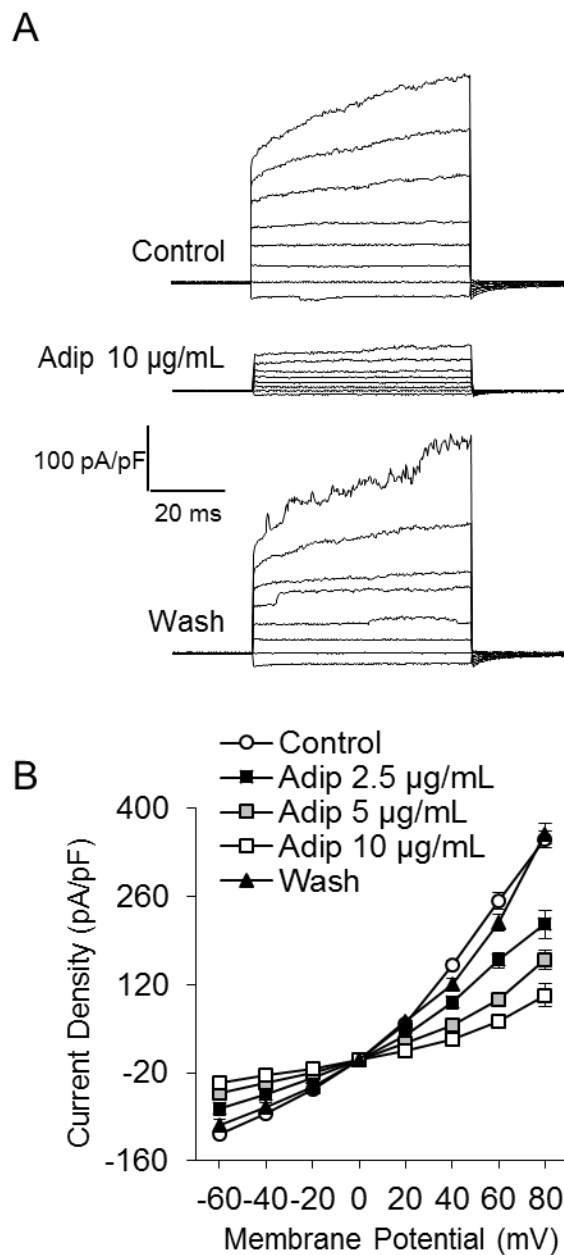 A
Control
Adip 10 µg/mL
100 pA/pF
20 ms
Wash
B
Control
Adip 2.5 µg/mL
Adip 5 µg/mL
Adip 10 µg/mL
Wash
400
260
120
-20
-160
Current Density (pA/pF)
-60 -40 -20 0 20 40 60 80
Membrane Potential (mV)